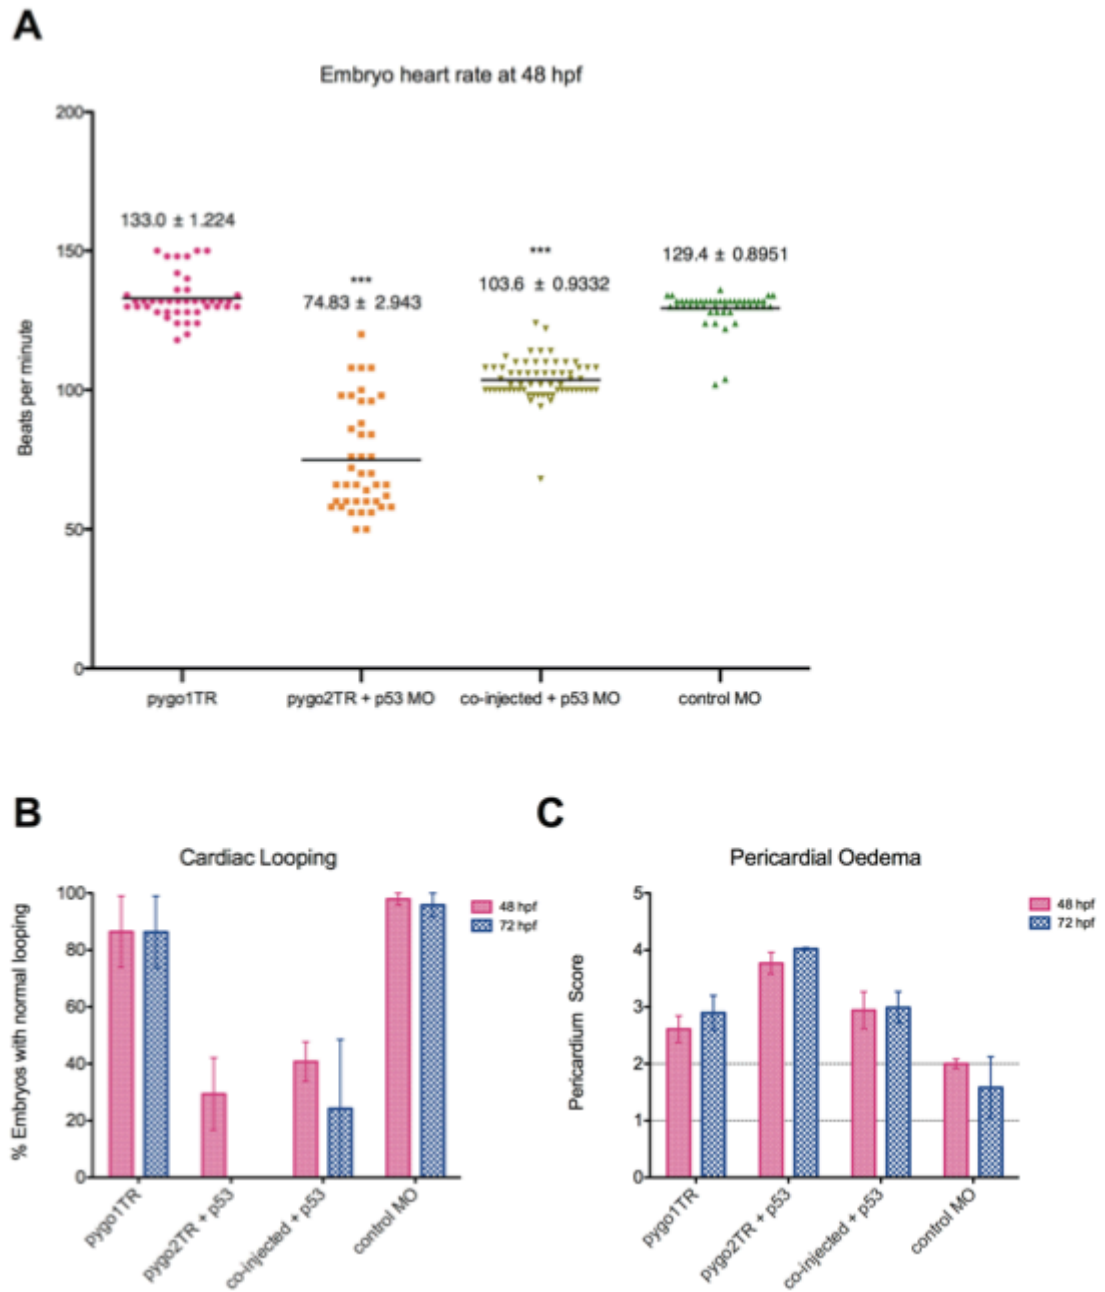 A
Embryo heart rate at 48 hpf
200
150
100
50
0
Beats per minute
133.0 ± 1.224
***
74.83 ± 2.943
***
103.6 ± 0.9332
129.4 ± 0.8951
pygo1TR
pygo2TR + p53 MO
co-injected + p53 MO
control MO
B
Cardiac Looping
100
80
60
40
20
0
% Embryos with normal looping
48 hpf
72 hpf
pygo1TR
pygo2TR + p53
co-injected + p53
control MO
C
Pericardial Oedema
5
4
3
2
1
0
Pericardium Score
48 hpf
72 hpf
pygo1TR
pygo2TR + p53
co-injected + p53
control MO